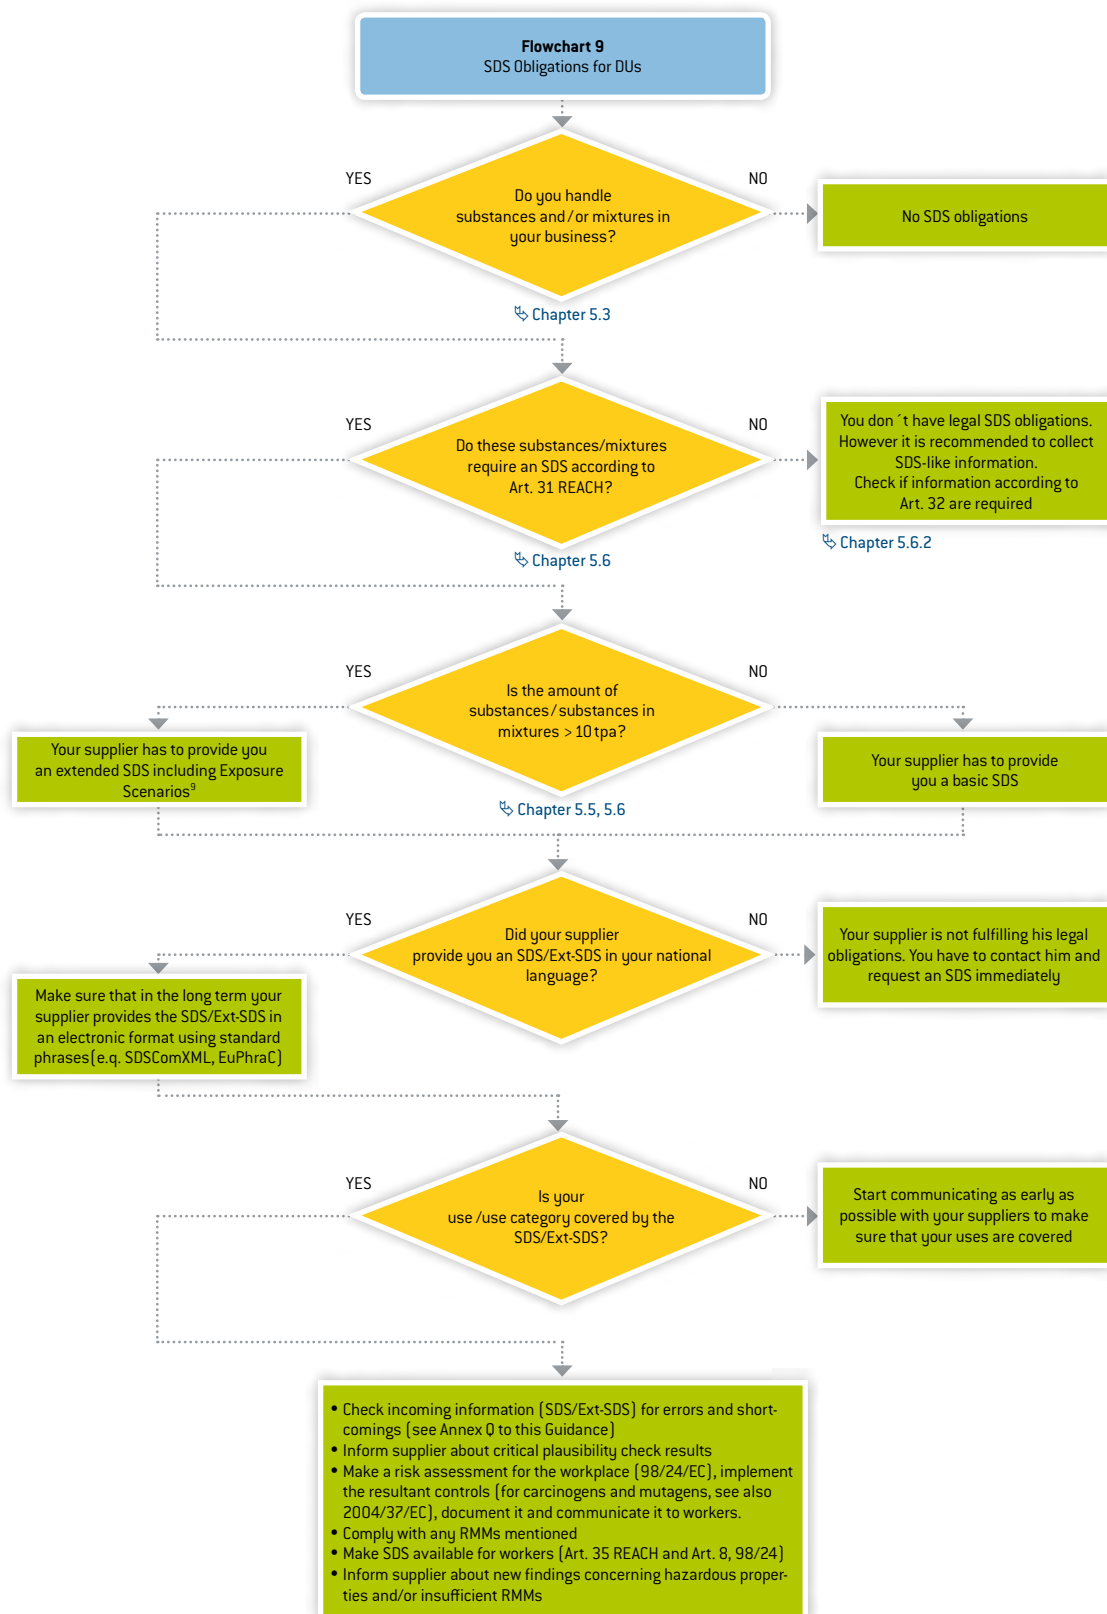 Flowchart 9
SDS Obligations for DUs
YES
NO
Do you handle
substances and/or mixtures in
your business?
No SDS obligations
Chapter 5.3
YES
NO
Do these substances/mixtures
require an SDS according to
Art. 31 REACH?
You don´t have legal SDS obligations.
However it is recommended to collect
SDS-like information.
Check if information according to
Art. 32 are required
Chapter 5.6
Chapter 5.6.2
YES
NO
Is the amount of
substances/substances in
mixtures > 10 tpa?
Your supplier has to provide you
an extended SDS including Exposure
Scenarios⁹
Your supplier has to provide
you a basic SDS
Chapter 5.5, 5.6
YES
NO
Did your supplier
provide you an SDS/Ext-SDS in your national
language?
Your supplier is not fulfilling his legal
obligations. You have to contact him and
request an SDS immediately
Make sure that in the long term your
supplier provides the SDS/Ext-SDS in
an electronic format using standard
phrases(e.q. SDSComXML, EuPhraC)
YES
NO
Is your
use /use category covered by the
SDS/Ext-SDS?
Start communicating as early as
possible with your suppliers to make
sure that your uses are covered
• Check incoming information (SDS/Ext-SDS) for errors and short-
comings (see Annex Q to this Guidance)
• Inform supplier about critical plausibility check results
• Make a risk assessment for the workplace (98/24/EC), implement
the resultant controls (for carcinogens and mutagens, see also
2004/37/EC), document it and communicate it to workers.
• Comply with any RMMs mentioned
• Make SDS available for workers (Art. 35 REACH and Art. 8, 98/24)
• Inform supplier about new findings concerning hazardous proper-
ties and/or insufficient RMMs